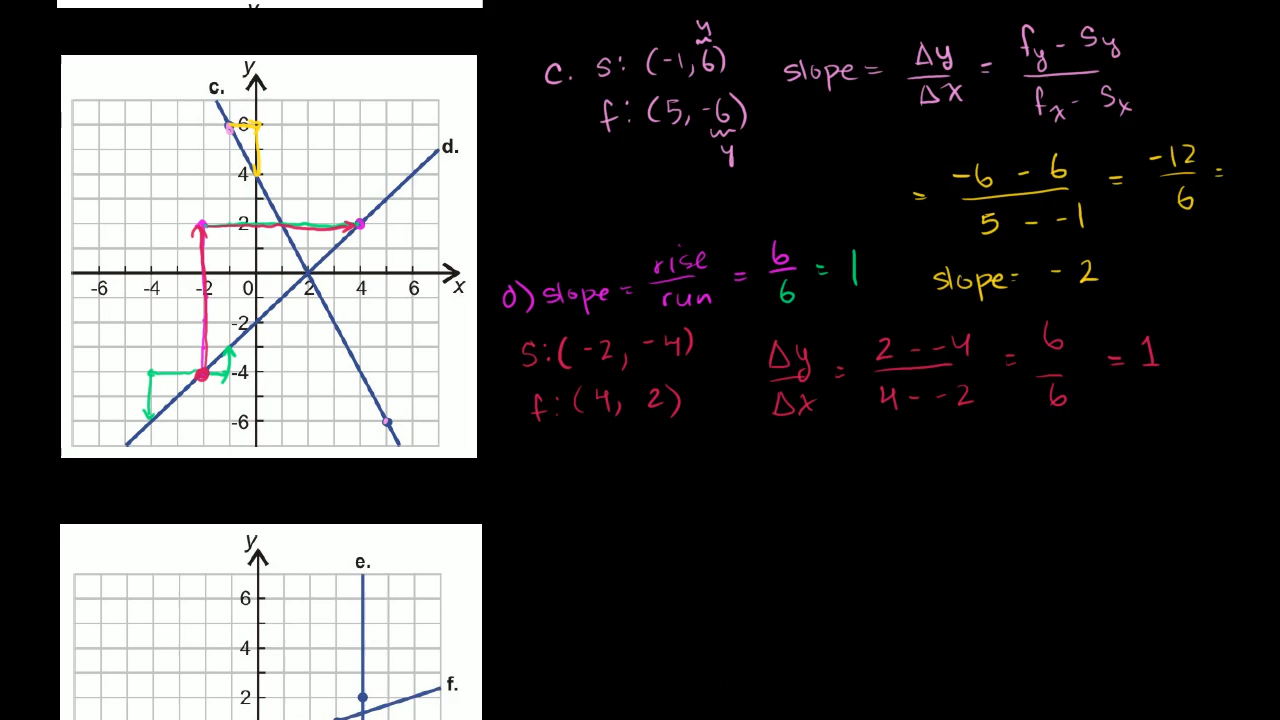 y
y
c.
6
4
2
-6 -4 -2 0 2 4 6 x
-2
-4
-6
d.
y
e.
6
4
2
f.
y
c. s: (-1, 6)
f: (5, -6)
y
slope = Δy/Δx = fy - sy / fx - sx
= -6 - 6 / 5 - -1 = -12/6 =
slope = -2
d) slope = rise/run = 6/6 = 1
s: (-2, -4)
f: (4, 2)
Δy/Δx = 2 - -4 / 4 - -2 = 6/6 = 1